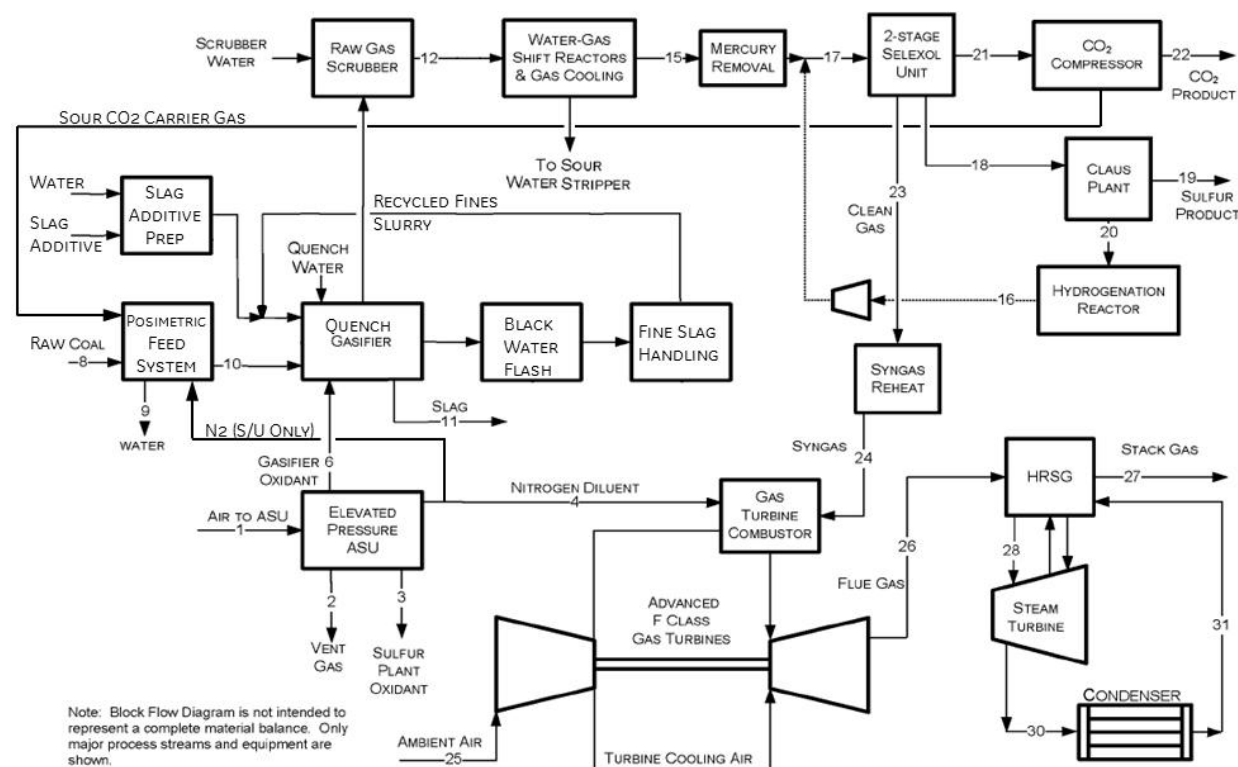 SCRUBBER
WATER
RAW GAS
SCRUBBER
12
WATER-GAS
SHIFT REACTORS
& GAS COOLING
15
MERCURY
REMOVAL
17
2-STAGE
SELEXOL
UNIT
21
CO2
COMPRESSOR
22
CO2
PRODUCT
SOUR CO2 CARRIER GAS
TO SOUR
WATER STRIPPER
18
CLAUS
PLANT
19
SULFUR
PRODUCT
WATER
SLAG
ADDITIVE
SLAG
ADDITIVE
PREP
RECYCLED FINES
SLURRY
23
CLEAN
GAS
20
QUENCH
WATER
16
HYDROGENATION
REACTOR
RAW COAL
8
POSIMETRIC
FEED
SYSTEM
10
QUENCH
GASIFIER
BLACK
WATER
FLASH
FINE SLAG
HANDLING
SYNGAS
REHEAT
9
WATER
SLAG
11
N2 (S/U ONLY)
GASIFIER
OXIDANT
6
SYNGAS
24
AIR TO ASU
1
ELEVATED
PRESSURE
ASU
NITROGEN DILUENT
4
GAS
TURBINE
COMBUSTOR
HRSG
STACK GAS
27
26
FLUE GAS
28
2
VENT
GAS
3
SULFUR
PLANT
OXIDANT
ADVANCED
F CLASS
GAS TURBINES
STEAM
TURBINE
31
CONDENSER
30
AMBIENT AIR
25
TURBINE COOLING AIR
Note: Block Flow Diagram is not intended to
represent a complete material balance. Only
major process streams and equipment are
shown.